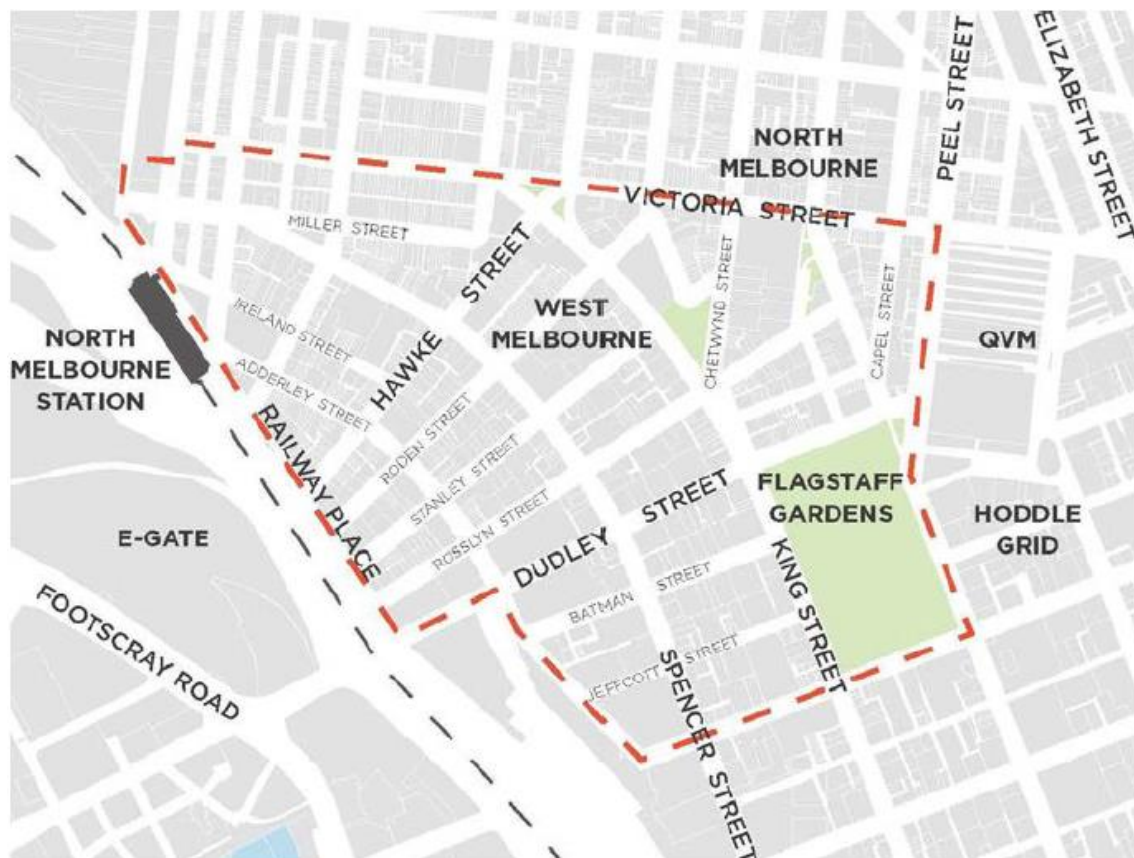 ELIZABETH STREET
PEEL STREET
NORTH
MELBOURNE
VICTORIA STREET
MILLER STREET
HAWKE STREET
WEST
MELBOURNE
CHETWYND STREET
CAPEL STREET
QVM
IRELAND STREET
ADDERLEY STREET
NORTH
MELBOURNE
STATION
RAILWAY PLACE
RODEN STREET
STANLEY STREET
ROSSLYN STREET
DUDLEY STREET
FLAGSTAFF
GARDENS
HODDLE
GRID
E-GATE
BATMAN STREET
KING STREET
FOOTSCRAY ROAD
JEFFCOTT STREET
SPENCER STREET